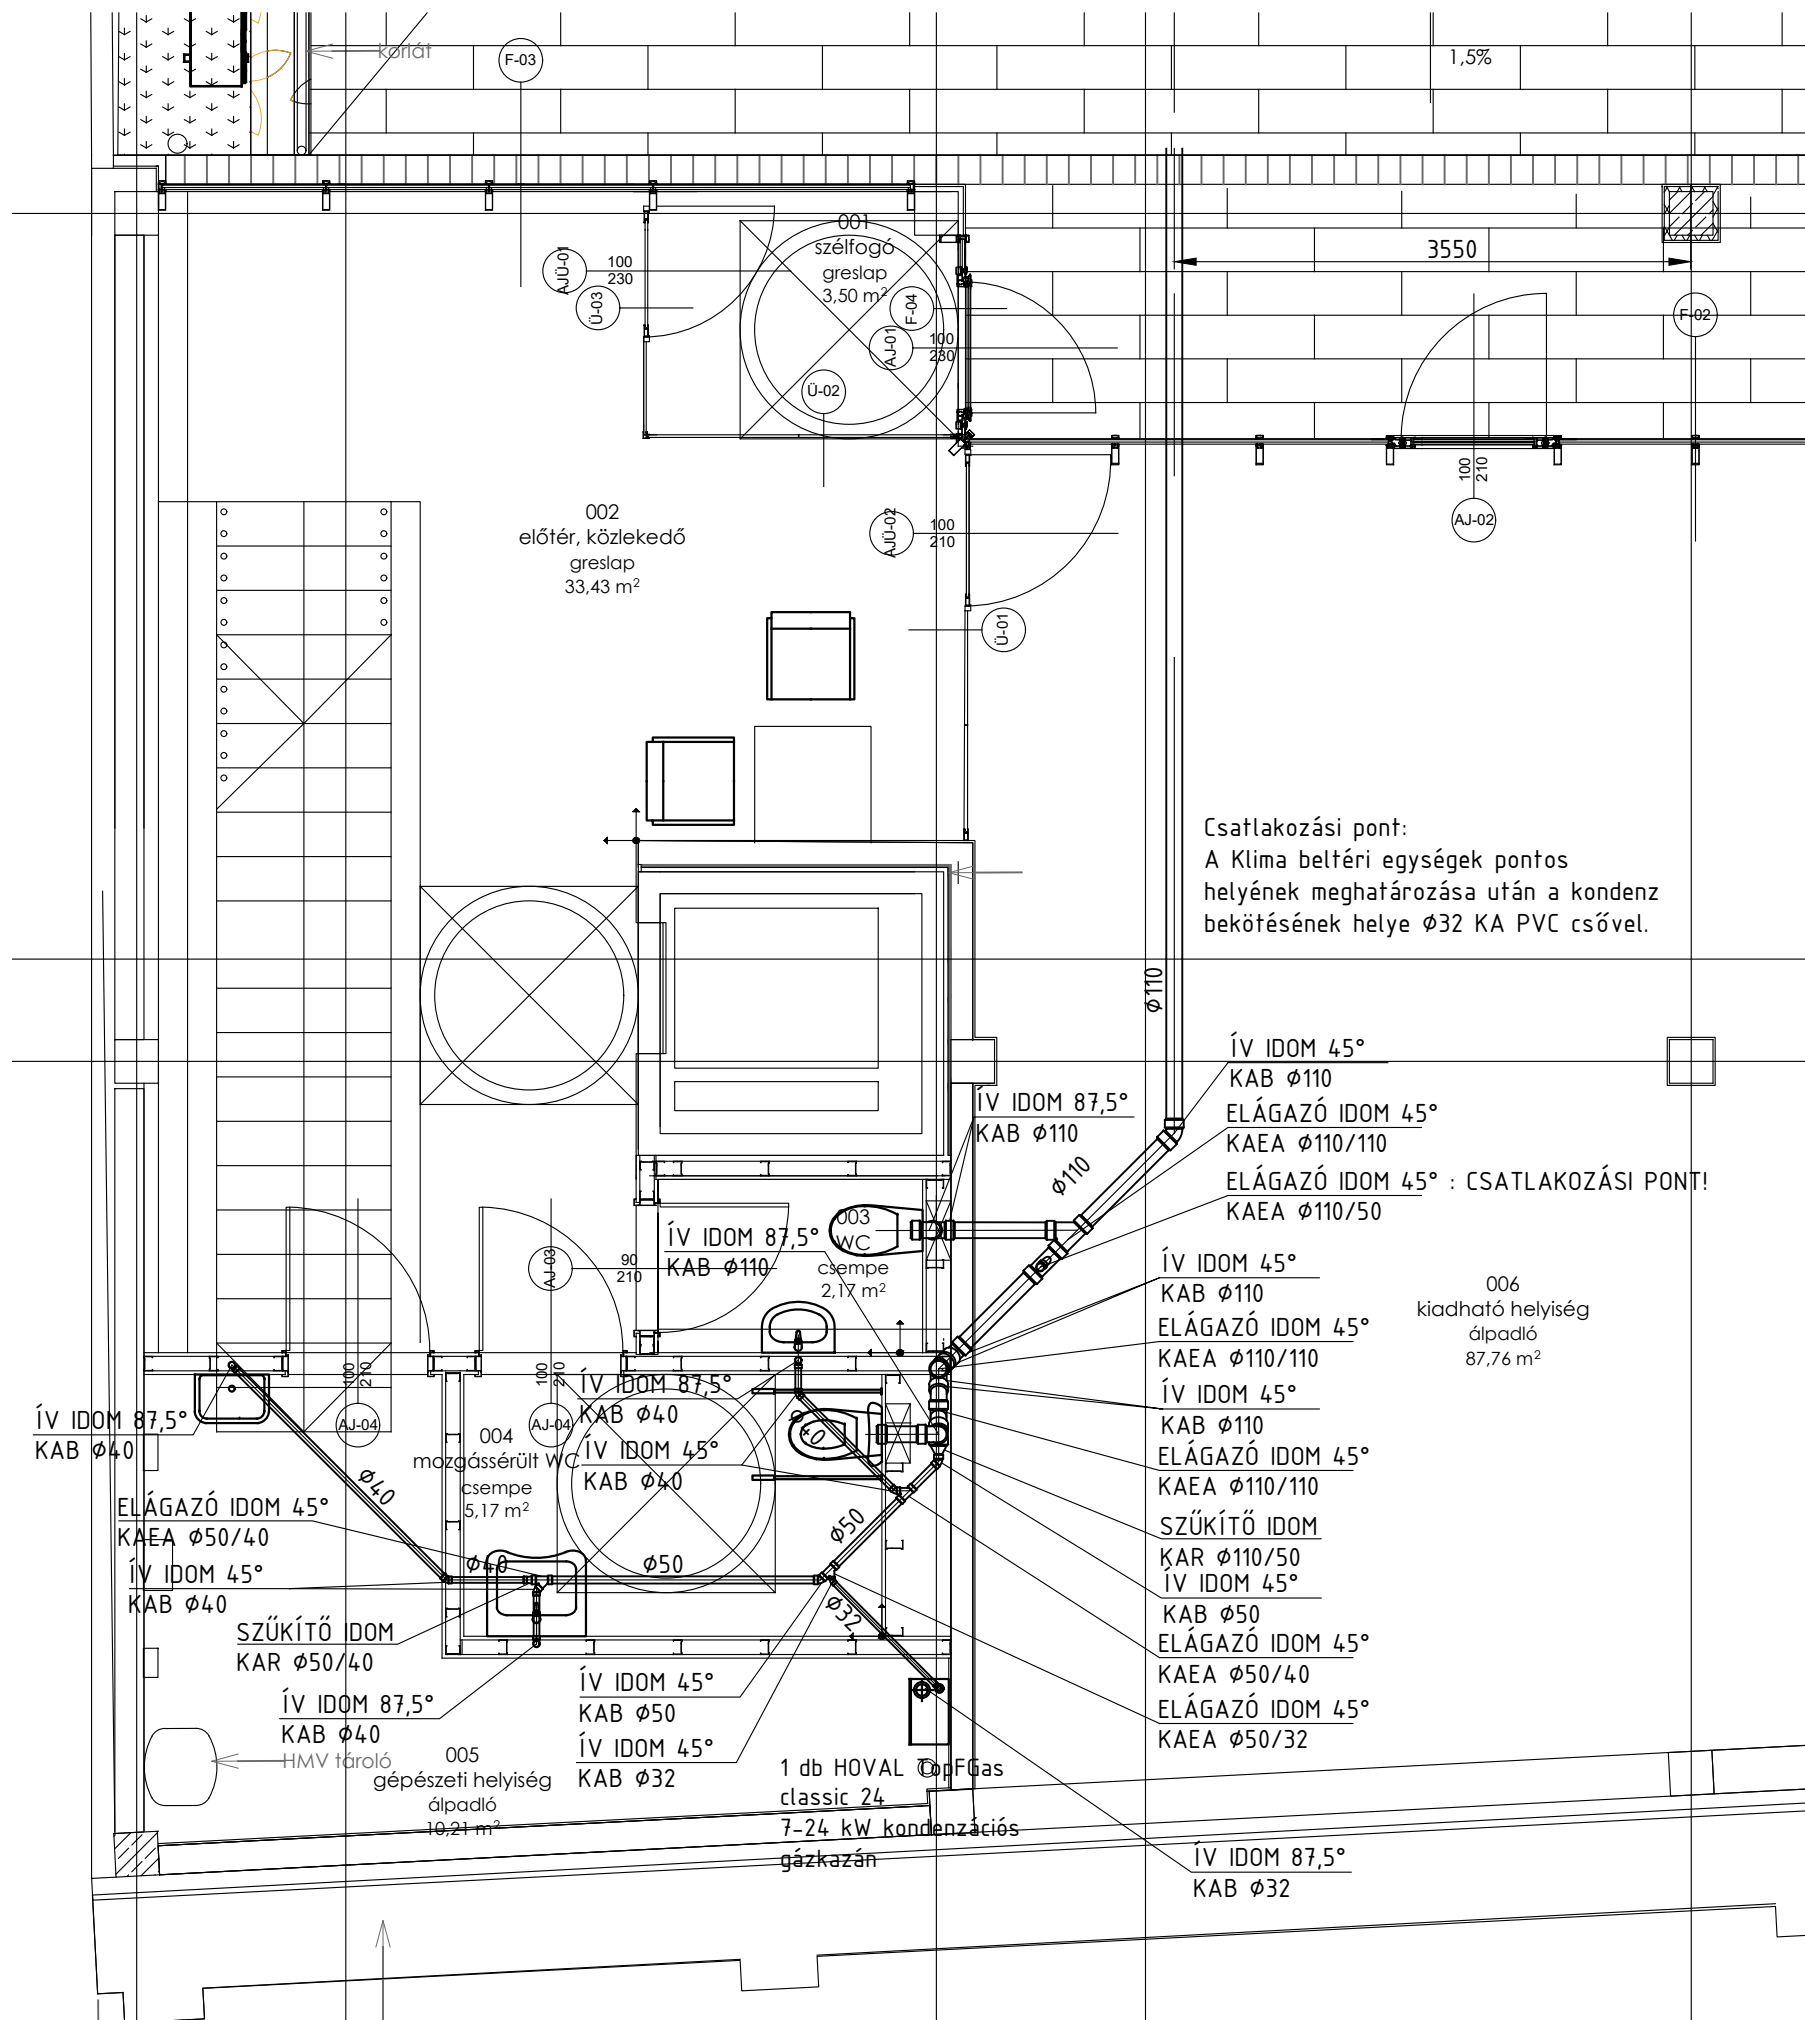 korlát
F-03
1,5%
001
szélfogó
greslap
3,50 m²
AJÜ-01
100
230
Ü-03
F-04
AJ-01
100
230
Ü-02
3550
F-02
100
210
AJ-02
002
előtér, közlekedő
greslap
33,43 m²
AJÜ-02
100
210
Ü-01
Csatlakozási pont:
A Klima beltéri egységek pontos
helyének meghatározása után a kondenz
bekötésének helye Ø32 KA PVC csővel.
Ø110
ÍV IDOM 45°
KAB Ø110
ÍV IDOM 87,5°
KAB Ø110
ELÁGAZÓ IDOM 45°
KAEA Ø110/110
Ø110
ELÁGAZÓ IDOM 45° : CSATLAKOZÁSI PONT!
KAEA Ø110/50
003
WC
csempe
2,17 m²
ÍV IDOM 87,5°
KAB Ø110
AJ-03
90
210
ÍV IDOM 45°
KAB Ø110
006
kiadható helyiség
álpadló
87,76 m²
ELÁGAZÓ IDOM 45°
KAEA Ø110/110
100
210
AJ-04
100
210
AJ-04
ÍV IDOM 87,5°
KAB Ø40
ÍV IDOM 87,5°
KAB Ø40
ÍV IDOM 45°
KAB Ø110
004
mozgássérült WC
csempe
5,17 m²
ÍV IDOM 45°
KAB Ø40
Ø40
ELÁGAZÓ IDOM 45°
KAEA Ø110/110
Ø40
ELÁGAZÓ IDOM 45°
KAEA Ø50/40
Ø50
SZŰKÍTŐ IDOM
KAR Ø110/50
Ø40
Ø50
ÍV IDOM 45°
KAB Ø40
ÍV IDOM 45°
KAB Ø50
Ø32
SZŰKÍTŐ IDOM
KAR Ø50/40
ELÁGAZÓ IDOM 45°
KAEA Ø50/40
ÍV IDOM 87,5°
KAB Ø40
ÍV IDOM 45°
KAB Ø50
ELÁGAZÓ IDOM 45°
KAEA Ø50/32
HMV tároló
005
gépészeti helyiség
álpadló
10,21 m²
ÍV IDOM 45°
KAB Ø32
1 db HOVAL TopFGas
classic 24
7-24 kW kondenzációs
gázkazán
ÍV IDOM 87,5°
KAB Ø32